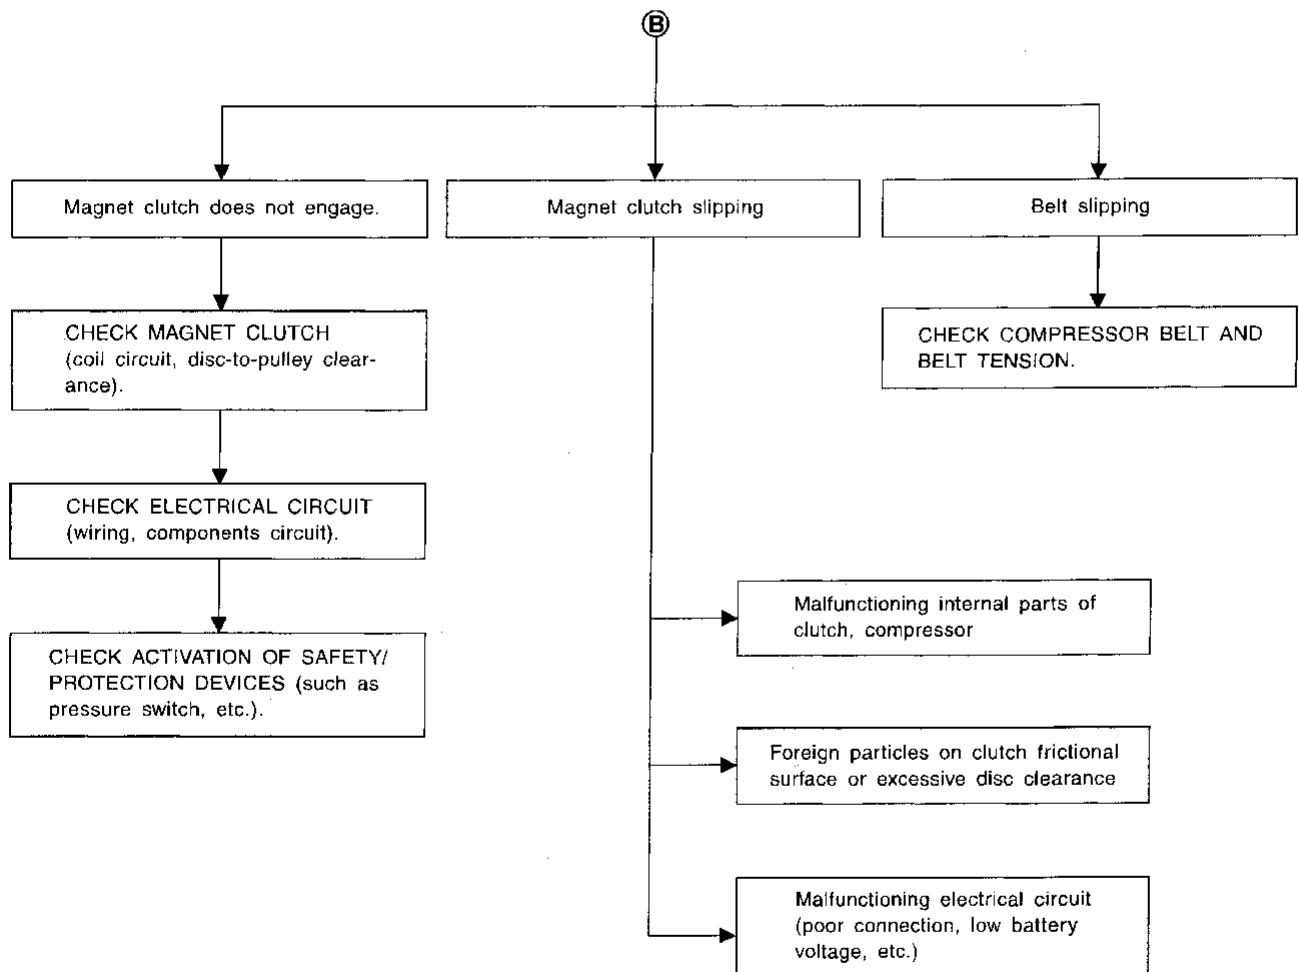 B
Magnet clutch does not engage.
Magnet clutch slipping
Belt slipping
CHECK MAGNET CLUTCH
(coil circuit, disc-to-pulley clear-
ance).
CHECK COMPRESSOR BELT AND
BELT TENSION.
CHECK ELECTRICAL CIRCUIT
(wiring, components circuit).
CHECK ACTIVATION OF SAFETY/
PROTECTION DEVICES (such as
pressure switch, etc.).
Malfunctioning internal parts of
clutch, compressor
Foreign particles on clutch frictional
surface or excessive disc clearance
Malfunctioning electrical circuit
(poor connection, low battery
voltage, etc.)